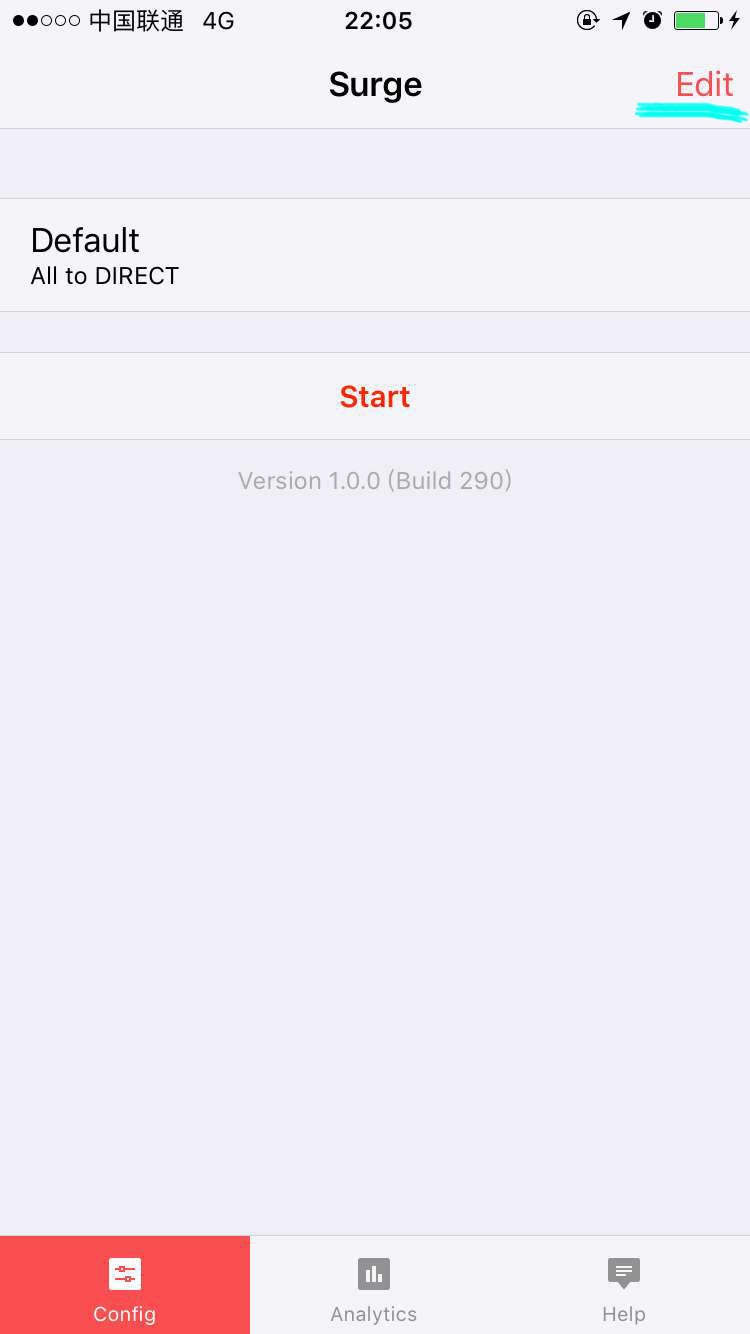 中国联通 4G 22:05
Surge
Edit
Default
All to DIRECT
Start
Version 1.0.0 (Build 290)
Config
Analytics
Help